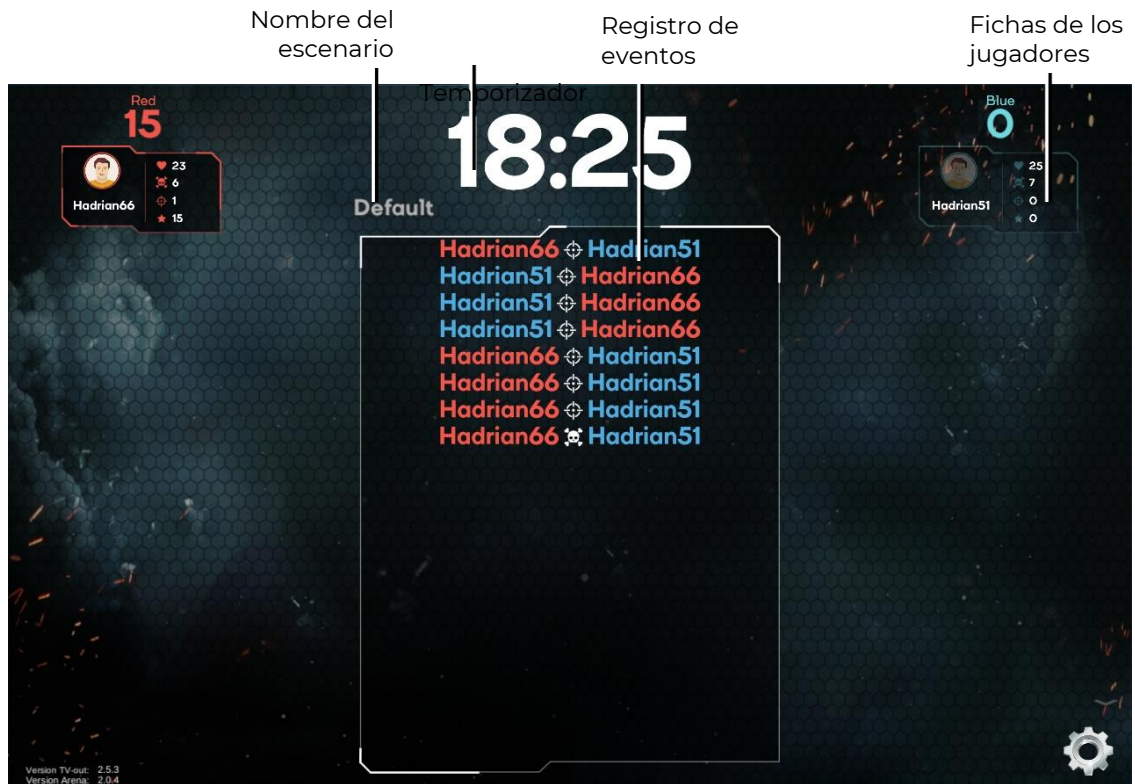 Nombre del
escenario
Registro de
eventos
Fichas de los
jugadores
Temporizador
Red
15
18:25
Blue
0
Hadrian66
23
6
1
15
Hadrian51
25
7
0
0
Default
Hadrian66 Hadrian51
Hadrian51 Hadrian66
Hadrian51 Hadrian66
Hadrian51 Hadrian66
Hadrian66 Hadrian51
Hadrian66 Hadrian51
Hadrian66 Hadrian51
Hadrian66 Hadrian51
Version TV-out: 2.5.3
Version Arena: 2.0.4